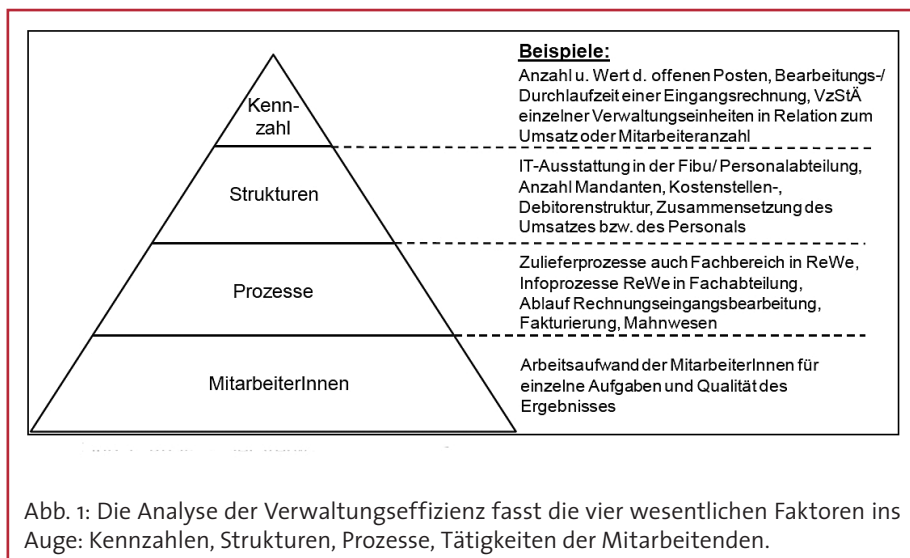 Kenn-
zahl
Beispiele:
Anzahl u. Wert d. offenen Posten, Bearbeitungs-/
Durchlaufzeit einer Eingangsrechnung, VzStÄ
einzelner Verwaltungseinheiten in Relation zum
Umsatz oder Mitarbeiteranzahl
Strukturen
IT-Ausstattung in der Fibu/ Personalabteilung,
Anzahl Mandanten, Kostenstellen-,
Debitorenstruktur, Zusammensetzung des
Umsatzes bzw. des Personals
Prozesse
Zulieferprozesse auch Fachbereich in ReWe,
Infoprozesse ReWe in Fachabteilung,
Ablauf Rechnungseingangsbearbeitung,
Fakturierung, Mahnwesen
MitarbeiterInnen
Arbeitsaufwand der MitarbeiterInnen für
einzelne Aufgaben und Qualität des
Ergebnisses
Abb. 1: Die Analyse der Verwaltungseffizienz fasst die vier wesentlichen Faktoren ins
Auge: Kennzahlen, Strukturen, Prozesse, Tätigkeiten der Mitarbeitenden.